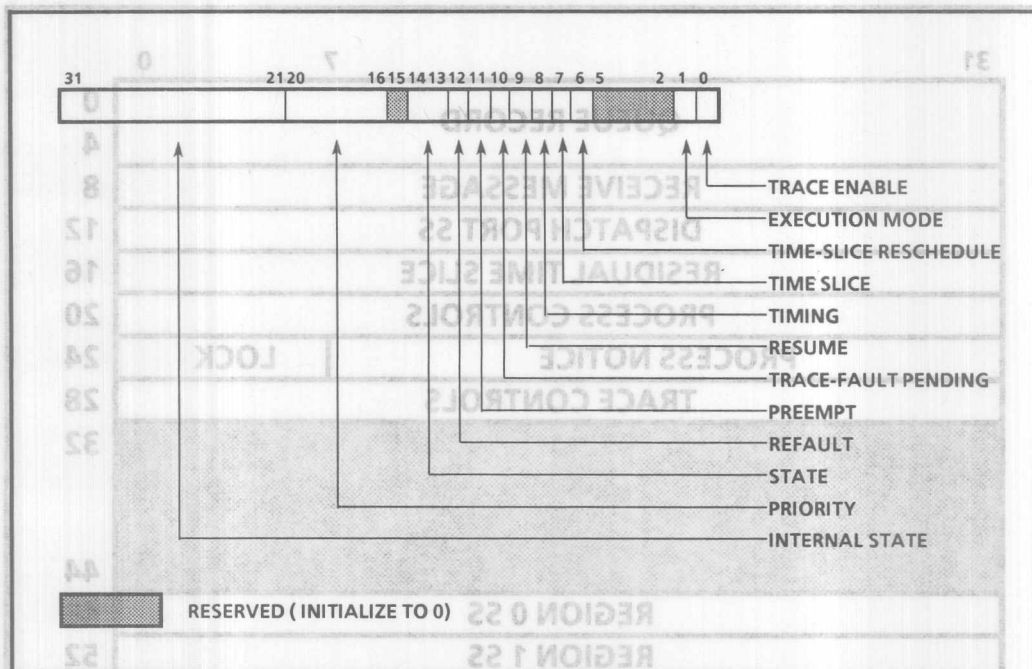 31 21 20 16 15 14 13 12 11 10 9 8 7 6 5 2 1 0
TRACE ENABLE
EXECUTION MODE
TIME-SLICE RESCHEDULE
TIME SLICE
TIMING
RESUME
TRACE-FAULT PENDING
PREEMPT
REFAULT
STATE
PRIORITY
INTERNAL STATE
RESERVED ( INITIALIZE TO 0)
31 7 0
QUEUE RECORD 0
4
RECEIVE MESSAGE 8
DISPATCH PORT SS 12
RESIDUAL TIME SLICE 16
PROCESS CONTROLS 20
PROCESS NOTICE LOCK 24
TRACE CONTROLS 28
32
44
REGION 0 SS
REGION 1 SS 52